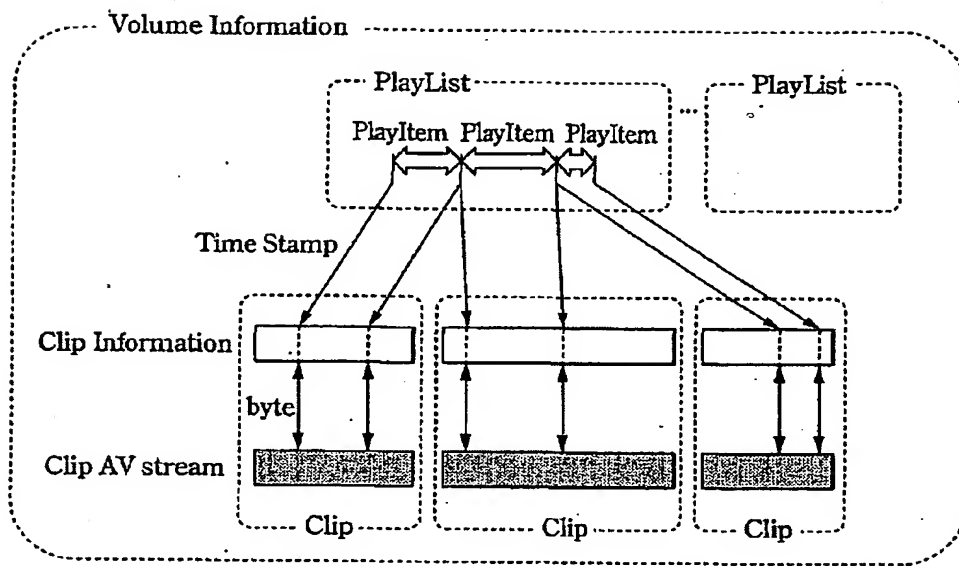 Volume Information
PlayList
...
PlayList
PlayItem PlayItem PlayItem
Time Stamp
Clip Information
byte
Clip AV stream
Clip
Clip
Clip